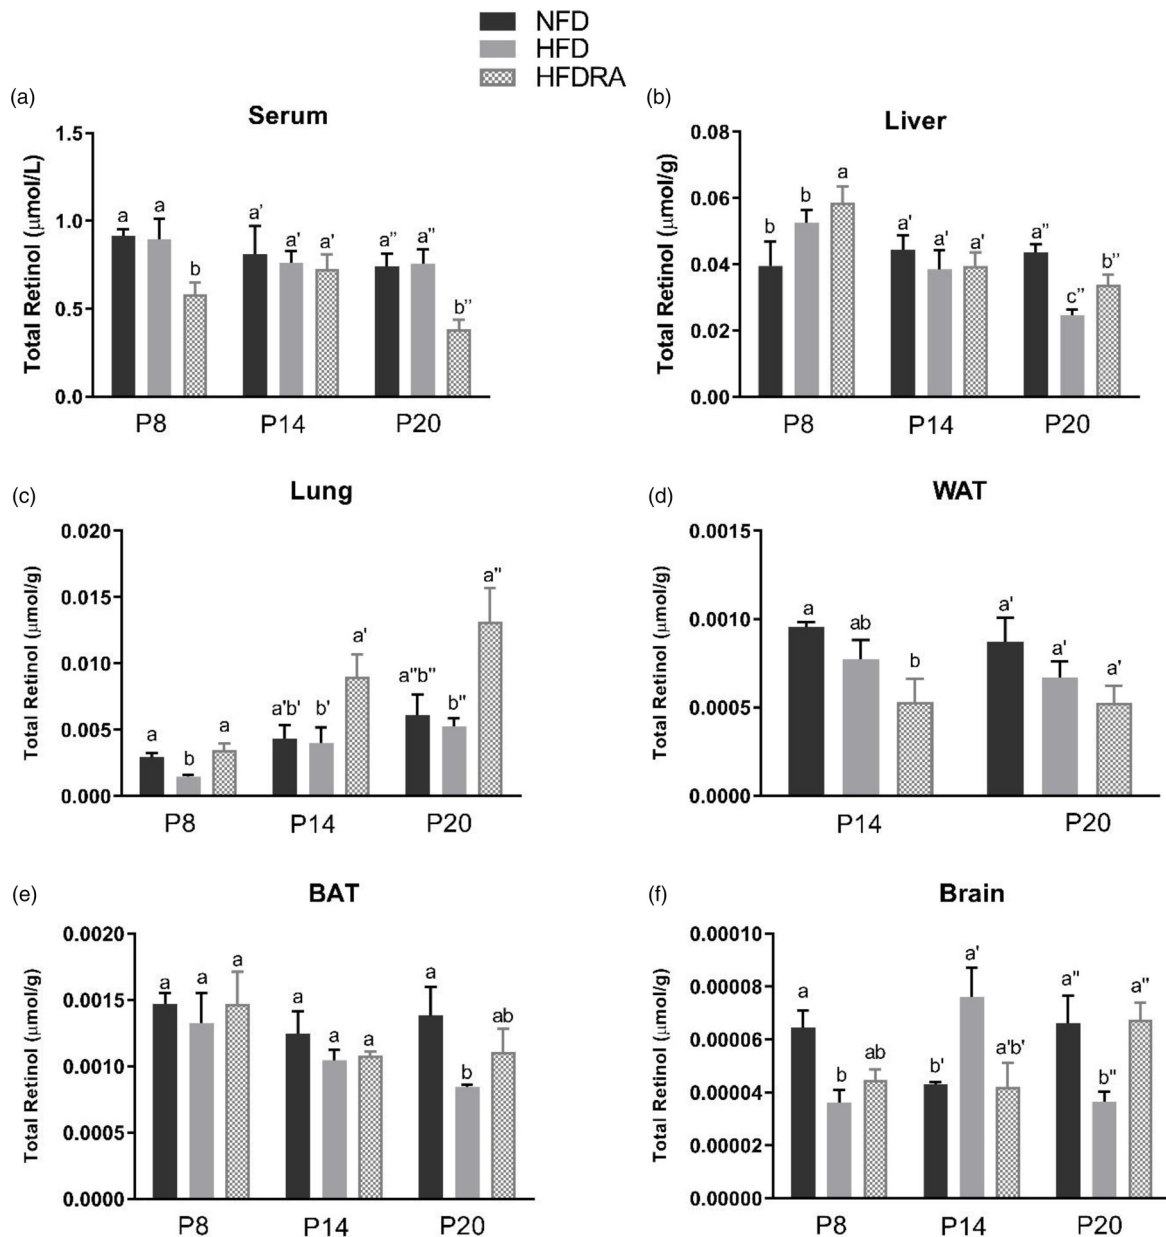 NFD
HFD
HFDRA
(a)
Serum
Total Retinol (μmol/L)
1.5
1.0
0.5
0.0
a a b
a' a' a'
a" a" b"
P8 P14 P20
(b)
Liver
Total Retinol (μmol/g)
0.08
0.06
0.04
0.02
0.00
b b a
a' a' a'
a" c" b"
P8 P14 P20
(c)
Lung
Total Retinol (μmol/g)
0.020
0.015
0.010
0.005
0.000
a b a
a'b' b' a'
a"b" b" a"
P8 P14 P20
(d)
WAT
Total Retinol (μmol/g)
0.0015
0.0010
0.0005
0.0000
a ab b
a' a' a'
P14 P20
(e)
BAT
Total Retinol (μmol/g)
0.0020
0.0015
0.0010
0.0005
0.0000
a a a
a a a
a b ab
P8 P14 P20
(f)
Brain
Total Retinol (μmol/g)
0.00010
0.00008
0.00006
0.00004
0.00002
0.00000
a b ab
b' a' a'b'
a" b" a"
P8 P14 P20